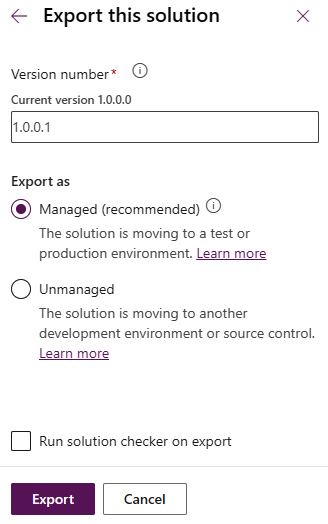 Export this solution
Version number*
Current version 1.0.0.0
1.0.0.1
Export as
Managed (recommended)
The solution is moving to a test or
production environment. Learn more
Unmanaged
The solution is moving to another
development environment or source control.
Learn more
Run solution checker on export
Export
Cancel